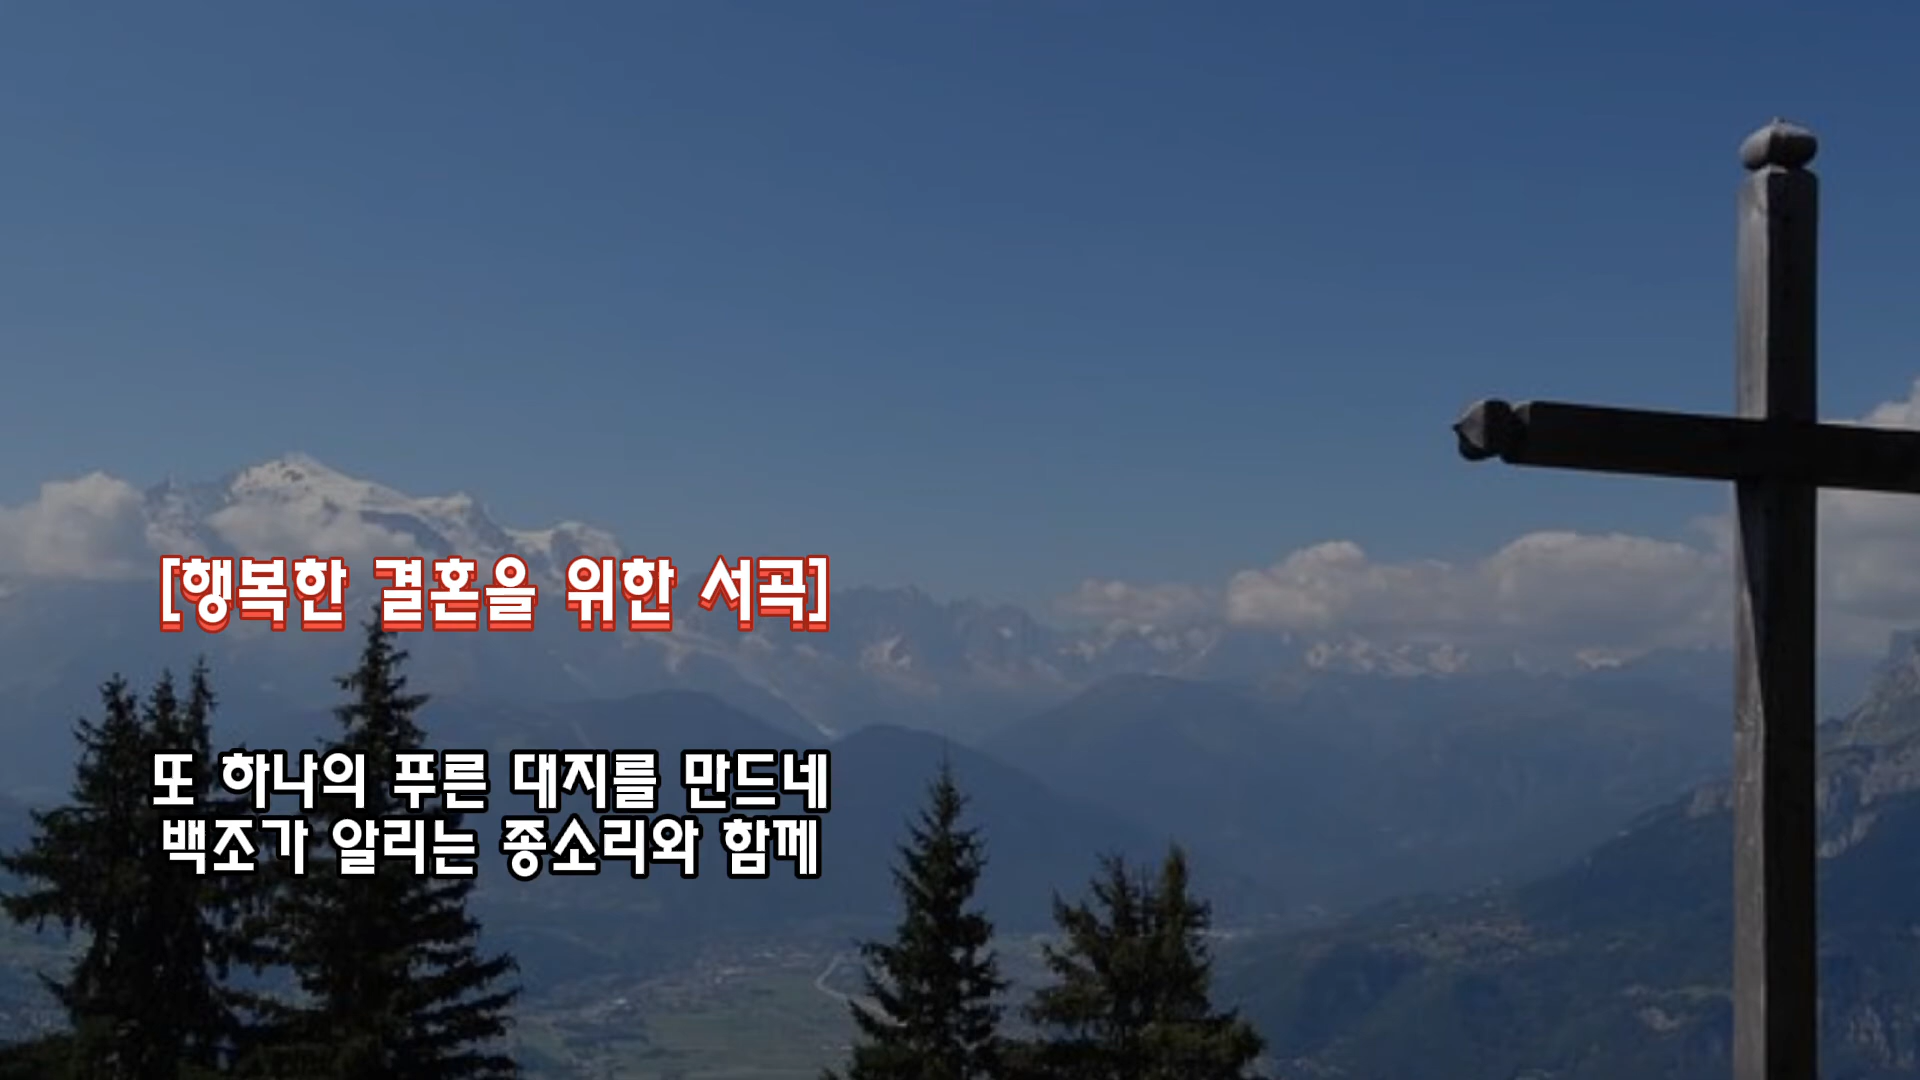 [행복한 결혼을 위한 서곡]
또 하나의 푸른 대지를 만드네
백조가 알리는 종소리와 함께